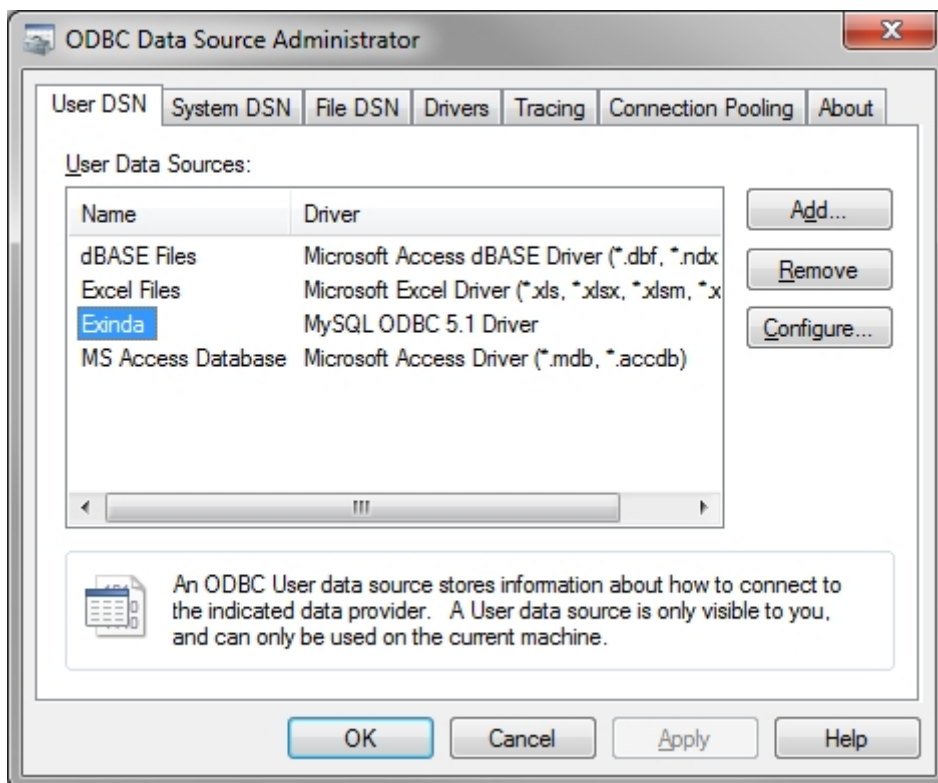 ODBC Data Source Administrator
User DSN System DSN File DSN Drivers Tracing Connection Pooling About
User Data Sources:
Name Driver
dBASE Files Microsoft Access dBASE Driver (*.dbf, *.ndx
Excel Files Microsoft Excel Driver (*.xls, *.xlsx, *.xlsm, *.x
Exinda MySQL ODBC 5.1 Driver
MS Access Database Microsoft Access Driver (*.mdb, *.accdb)
Add...
Remove
Configure...
An ODBC User data source stores information about how to connect to
the indicated data provider. A User data source is only visible to you,
and can only be used on the current machine.
OK Cancel Apply Help